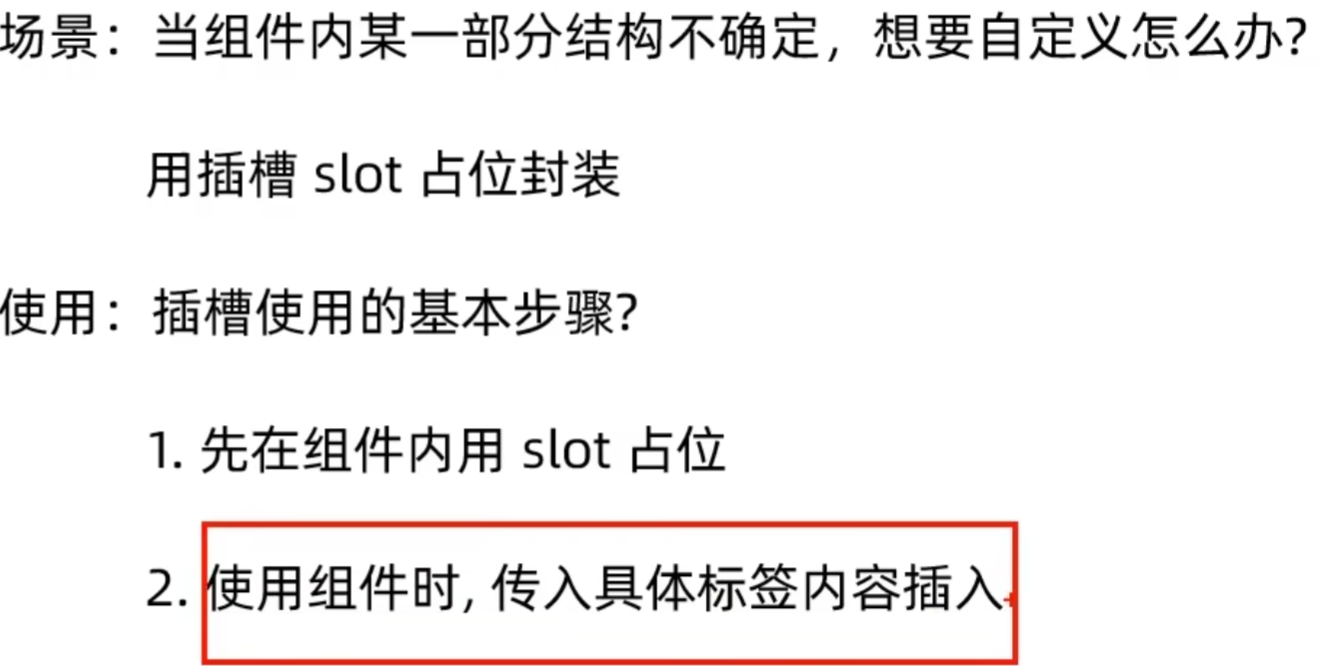 场景：当组件内某一部分结构不确定，想要自定义怎么办?
用插槽 slot 占位封装
使用：插槽使用的基本步骤?
1. 先在组件内用 slot 占位
2. 使用组件时, 传入具体标签内容插入